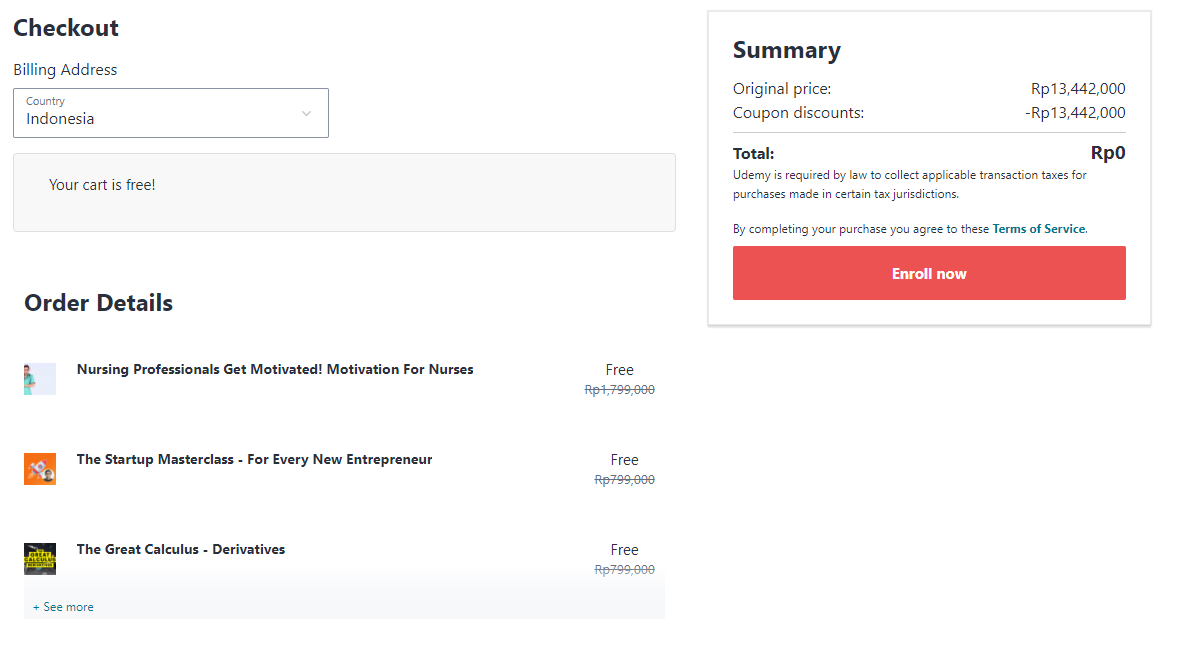 Checkout
Billing Address
Country
Indonesia
Your cart is free!
Order Details
Nursing Professionals Get Motivated! Motivation For Nurses
Free
Rp1,799,000
The Startup Masterclass - For Every New Entrepreneur
Free
Rp799,000
The Great Calculus - Derivatives
Free
Rp799,000
+ See more
Summary
Original price: Rp13,442,000
Coupon discounts: -Rp13,442,000
Total: Rp0
Udemy is required by law to collect applicable transaction taxes for
purchases made in certain tax jurisdictions.
By completing your purchase you agree to these Terms of Service.
Enroll now